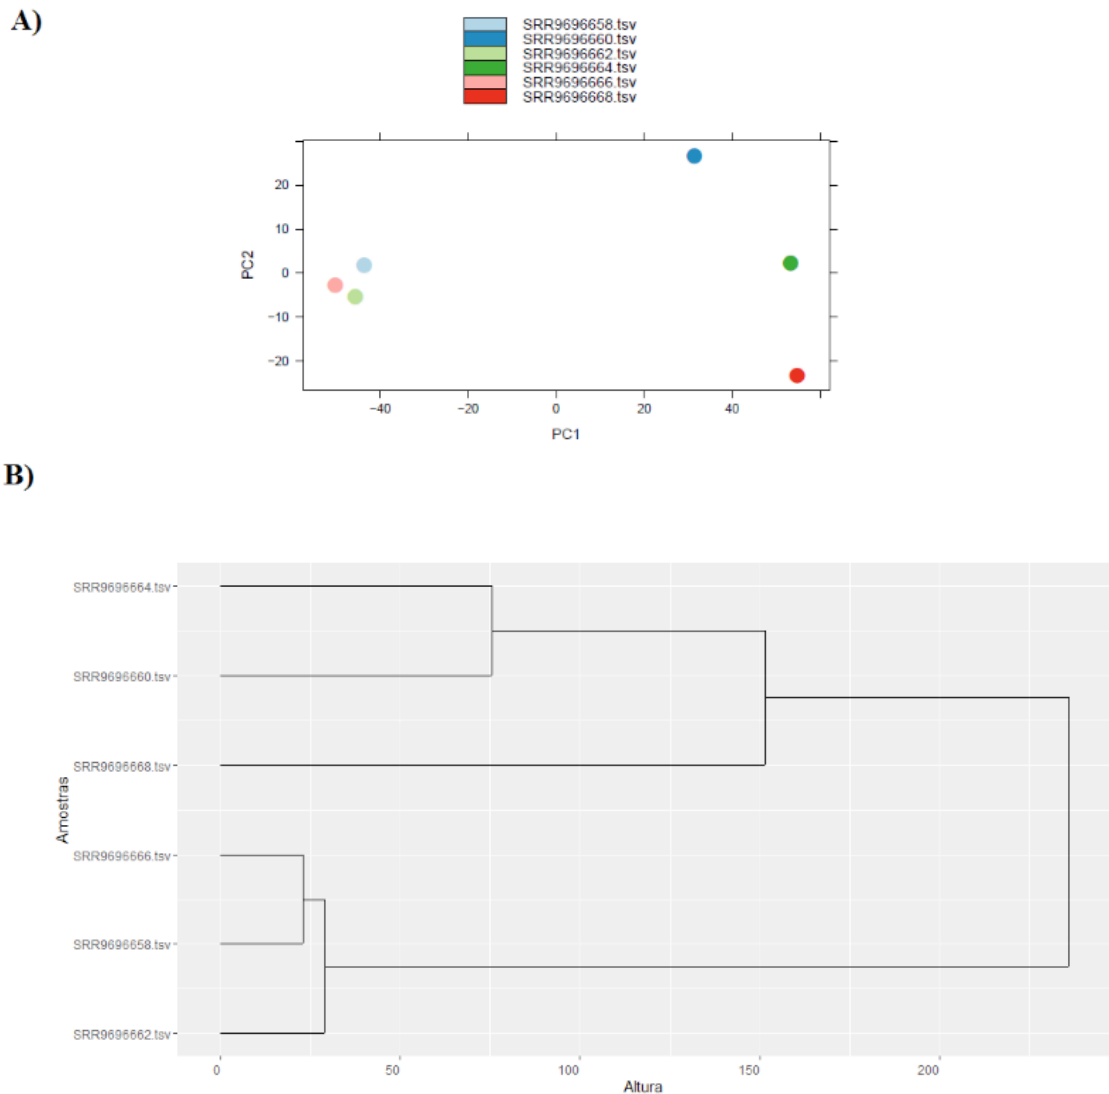 A)
SRR9696658.tsv
SRR9696660.tsv
SRR9696662.tsv
SRR9696664.tsv
SRR9696666.tsv
SRR9696668.tsv
20
10
0
−10
−20
PC2
−40
−20
0
20
40
PC1
B)
SRR9696664.tsv
SRR9696660.tsv
SRR9696668.tsv
SRR9696666.tsv
SRR9696658.tsv
SRR9696662.tsv
Amostras
0
50
100
150
200
Altura